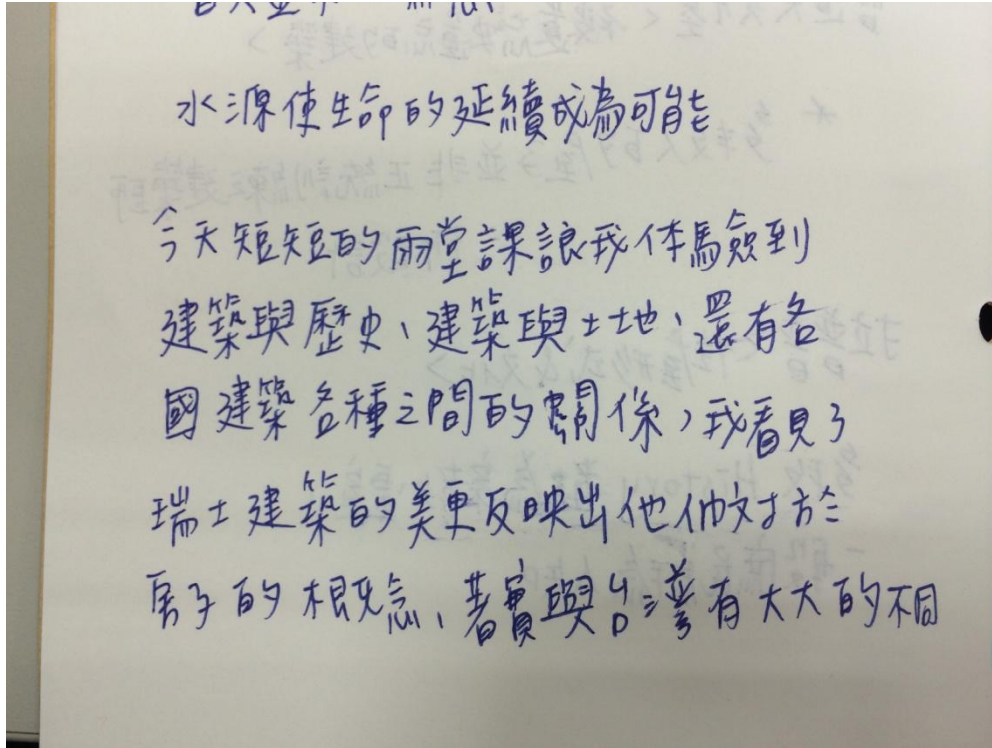 水源使生命的延續成為可能
今天短短的兩堂課讓我体驗到
建築與歷史、建築與土地、還有各
國建築各種之間的關係,我看見了
瑞士建築的美更反映出他們对於
房子的概念、著實與台灣有大大的不同